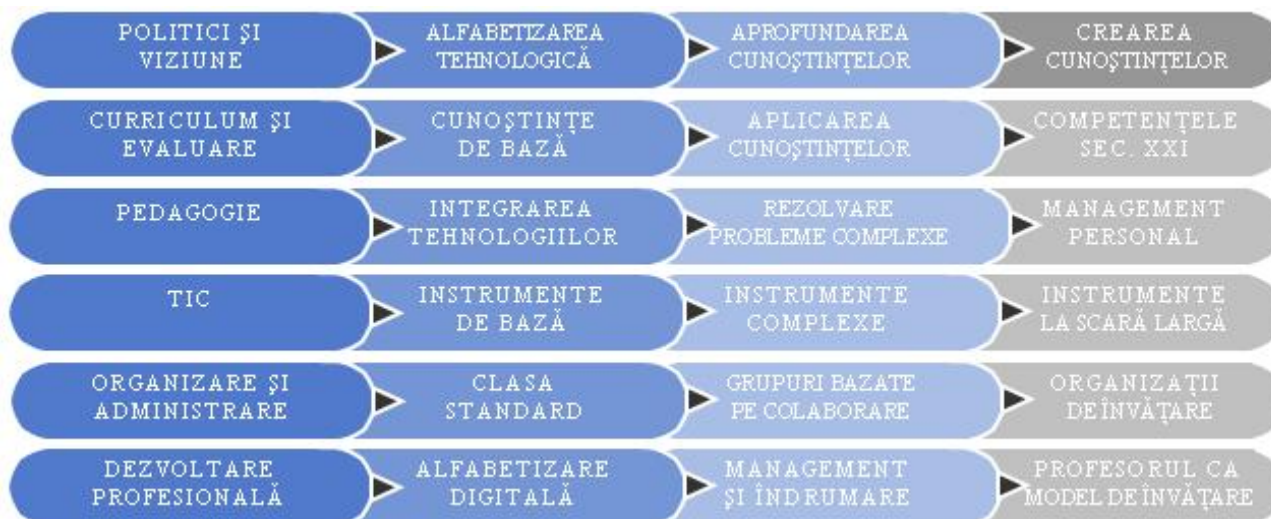 POLITICI ŞI
VIZIUNE
ALFABETIZAREA
TEHNOLOGICĂ
APROFUNDAREA
CUNOŞTINŢELOR
CREAREA
CUNOŞTINŢELOR
CURRICULUM ŞI
EVALUARE
CUNOŞTINŢE
DE BAZĂ
APLICAREA
CUNOŞTINŢELOR
COMPETENŢELE
SEC. XXI
PEDAGOGIE
INTEGRAREA
TEHNOLOGIILOR
REZOLVARE
PROBLEME COMPLEXE
MANAGEMENT
PERSONAL
TIC
INSTRUMENTE
DE BAZĂ
INSTRUMENTE
COMPLEXE
INSTRUMENTE
LA SCARĂ LARGĂ
ORGANIZARE ŞI
ADMINISTRARE
CLASA
STANDARD
GRUPURI BAZATE
PE COLABORARE
ORGANIZAŢII
DE ÎNVĂŢARE
DEZVOLTARE
PROFESIONALĂ
ALFABETIZARE
DIGITALĂ
MANAGEMENT
ŞI ÎNDRUMARE
PROFESORUL CA
MODEL DE ÎNVĂŢARE